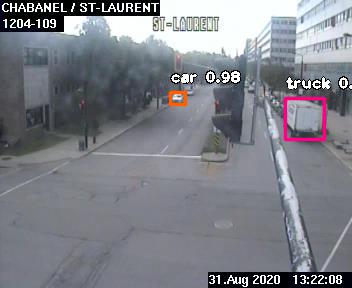 CHABANEL / ST-LAURENT
1204-109
ST-LAURENT
car 0.98
truck 0.
31.Aug 2020 13:22:08